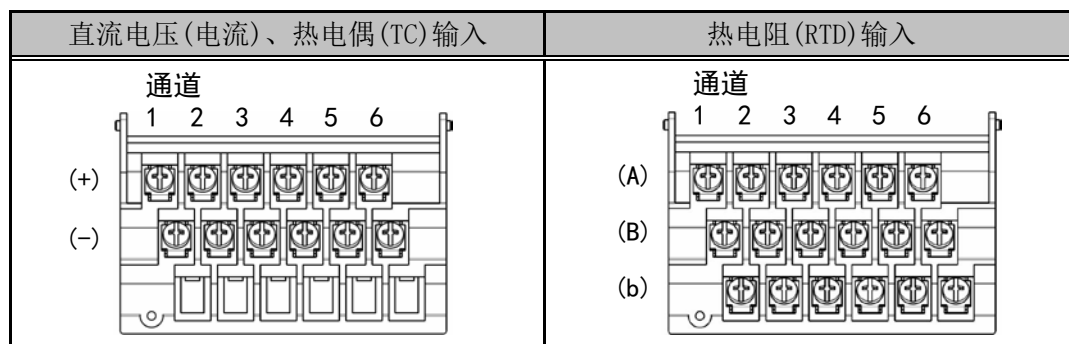 直流电压(电流)、热电偶(TC)输入
热电阻(RTD)输入
通道
1 2 3 4 5 6
(+)
(−)
通道
1 2 3 4 5 6
(A)
(B)
(b)